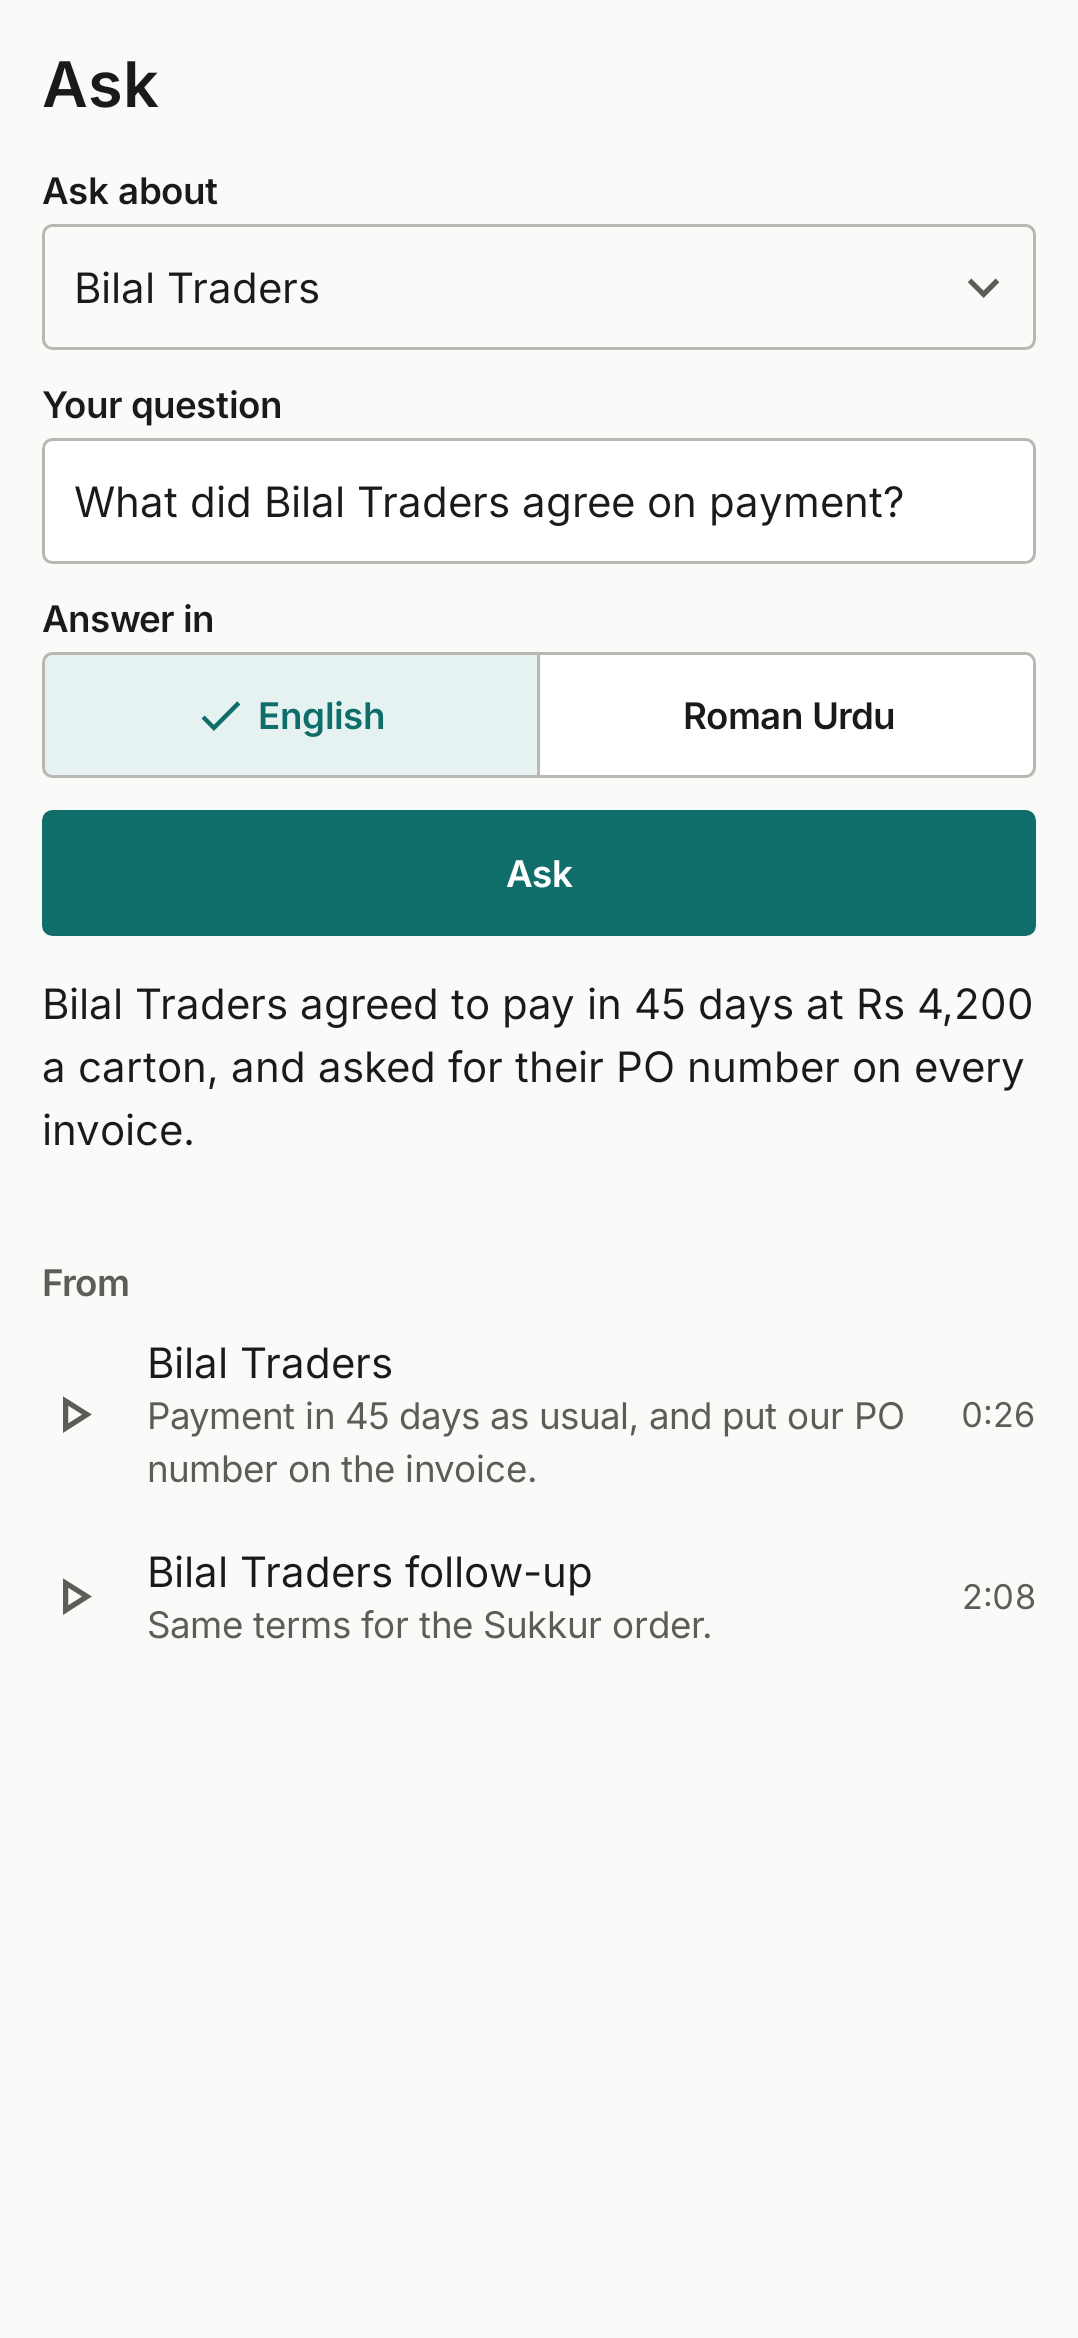 Ask
Ask about
Bilal Traders
Your question
What did Bilal Traders agree on payment?
Answer in
English
Roman Urdu
Ask
Bilal Traders agreed to pay in 45 days at Rs 4,200
a carton, and asked for their PO number on every
invoice.
From
Bilal Traders
Payment in 45 days as usual, and put our PO
number on the invoice.
0:26
Bilal Traders follow-up
Same terms for the Sukkur order.
2:08